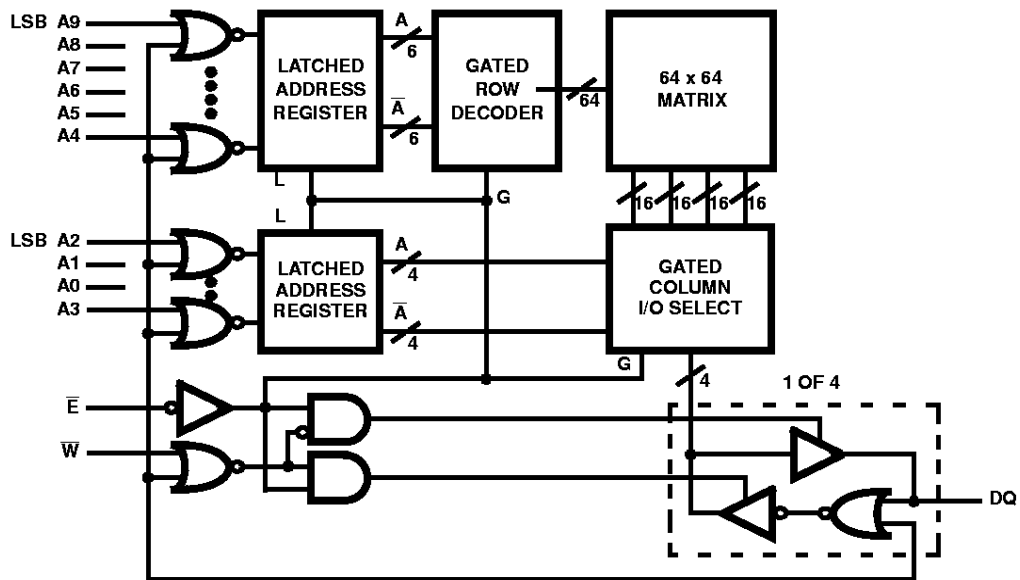 LSB A9
A8
A7
A6
A5
A4
LATCHED
ADDRESS
REGISTER
A
6
A̅
6
GATED
ROW
DECODER
64
64 x 64
MATRIX
L
L
G
16
16
16
16
LSB A2
A1
A0
A3
LATCHED
ADDRESS
REGISTER
A
4
A̅
4
GATED
COLUMN
I/O SELECT
G
4
1 OF 4
E̅
W̅
DQ